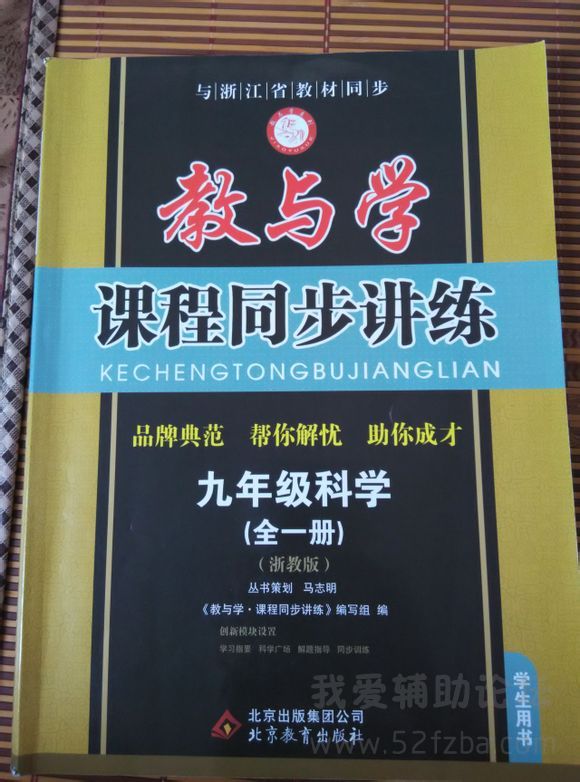 与浙江省教材同步
教与学
课程同步讲练
KECHENGTONGBUJIANGLIAN
品牌典范 帮你解忧 助你成才
九年级科学
(全一册)
(浙教版)
丛书策划 马志明
《教与学·课程同步讲练》编写组 编
创新模块设置
学习指要 科学广场 解题指导 同步训练
学生用书
北京出版集团公司
北京教育出版社
我爱辅助论坛
www.52fzba.com